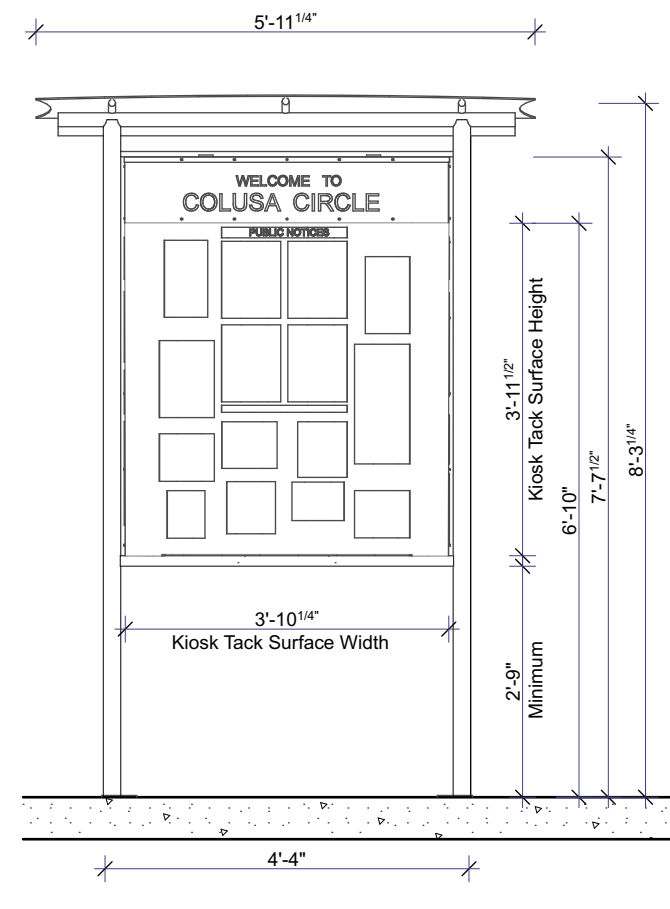 5'-11 1/4"
WELCOME TO
COLUSA CIRCLE
PUBLIC NOTICES
3'-11 1/2"
Kiosk Tack Surface Height
6'-10"
7'-7 1/2"
8'-3 1/4"
3'-10 1/4"
Kiosk Tack Surface Width
2'-9"
Minimum
4'-4"